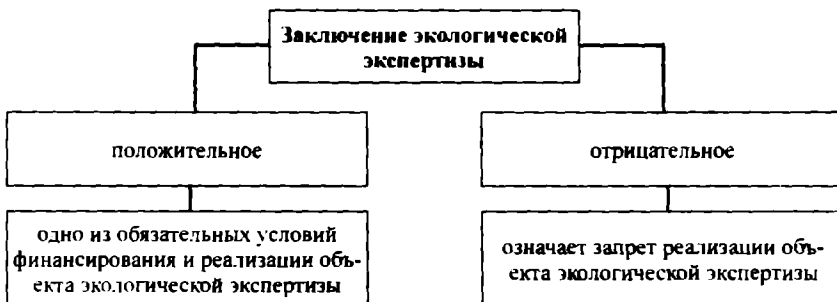 Заключение экологической
экспертизы
положительное
отрицательное
одно из обязательных условий
финансирования и реализации объ-
екта экологической экспертизы
означает запрет реализации объ-
екта экологической экспертизы